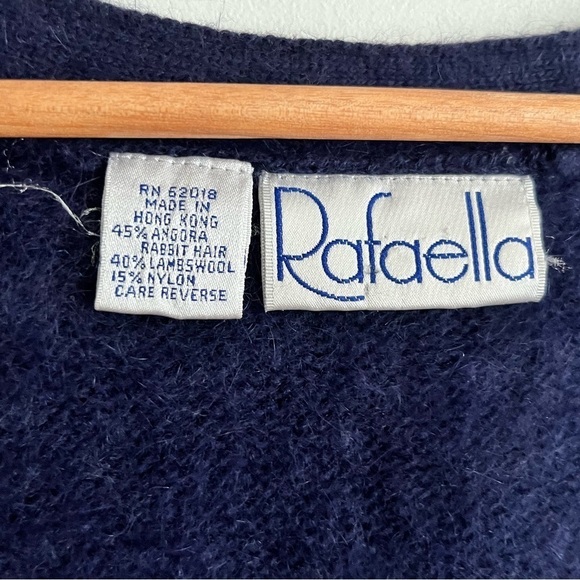 RN 62018
MADE IN
HONG KONG
45% ANGORA
RABBIT HAIR
40% LAMBSWOOL
15% NYLON
CARE REVERSE
Rafaella